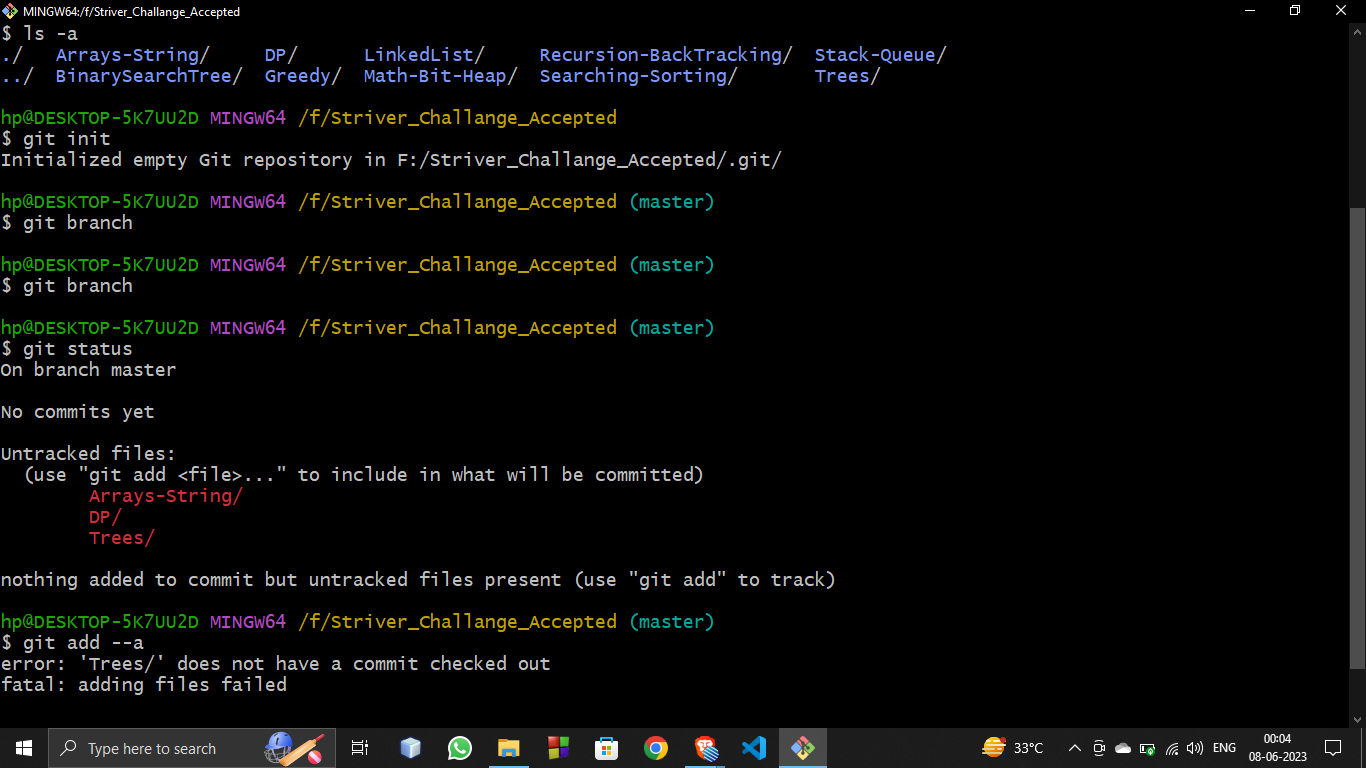 MINGW64:/f/Striver_Challange_Accepted
$ ls -a
./   Arrays-String/     DP/      LinkedList/     Recursion-BackTracking/  Stack-Queue/
../  BinarySearchTree/  Greedy/  Math-Bit-Heap/  Searching-Sorting/       Trees/
hp@DESKTOP-5K7UU2D MINGW64 /f/Striver_Challange_Accepted
$ git init
Initialized empty Git repository in F:/Striver_Challange_Accepted/.git/
hp@DESKTOP-5K7UU2D MINGW64 /f/Striver_Challange_Accepted (master)
$ git branch
hp@DESKTOP-5K7UU2D MINGW64 /f/Striver_Challange_Accepted (master)
$ git branch
hp@DESKTOP-5K7UU2D MINGW64 /f/Striver_Challange_Accepted (master)
$ git status
On branch master
No commits yet
Untracked files:
  (use "git add <file>..." to include in what will be committed)
        Arrays-String/
        DP/
        Trees/
nothing added to commit but untracked files present (use "git add" to track)
hp@DESKTOP-5K7UU2D MINGW64 /f/Striver_Challange_Accepted (master)
$ git add --a
error: 'Trees/' does not have a commit checked out
fatal: adding files failed
Type here to search
33°C
ENG
00:04
08-06-2023